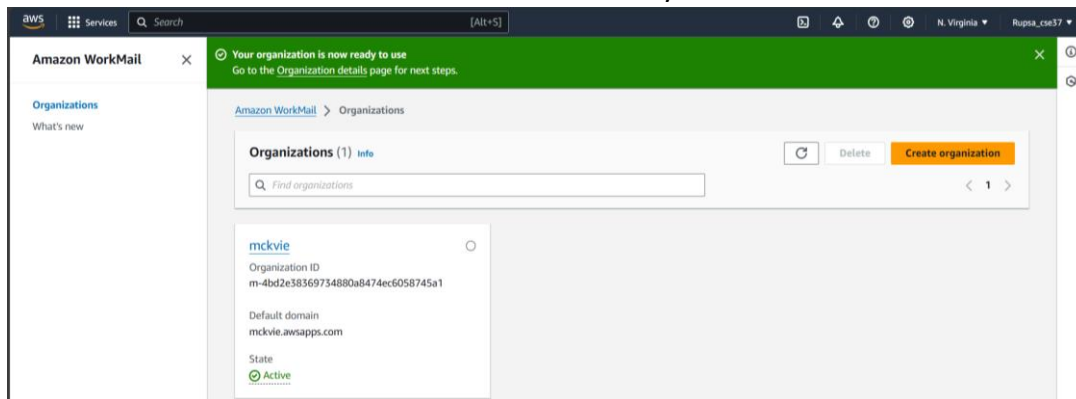 aws Services Search [Alt+S] N. Virginia Rupsa_cse37
Amazon WorkMail
Organizations
What's new
Your organization is now ready to use
Go to the Organization details page for next steps.
Amazon WorkMail > Organizations
Organizations (1) Info
Delete Create organization
Find organizations
< 1 >
mckvie
Organization ID
m-4bd2e38369734880a8474ec6058745a1
Default domain
mckvie.awsapps.com
State
Active